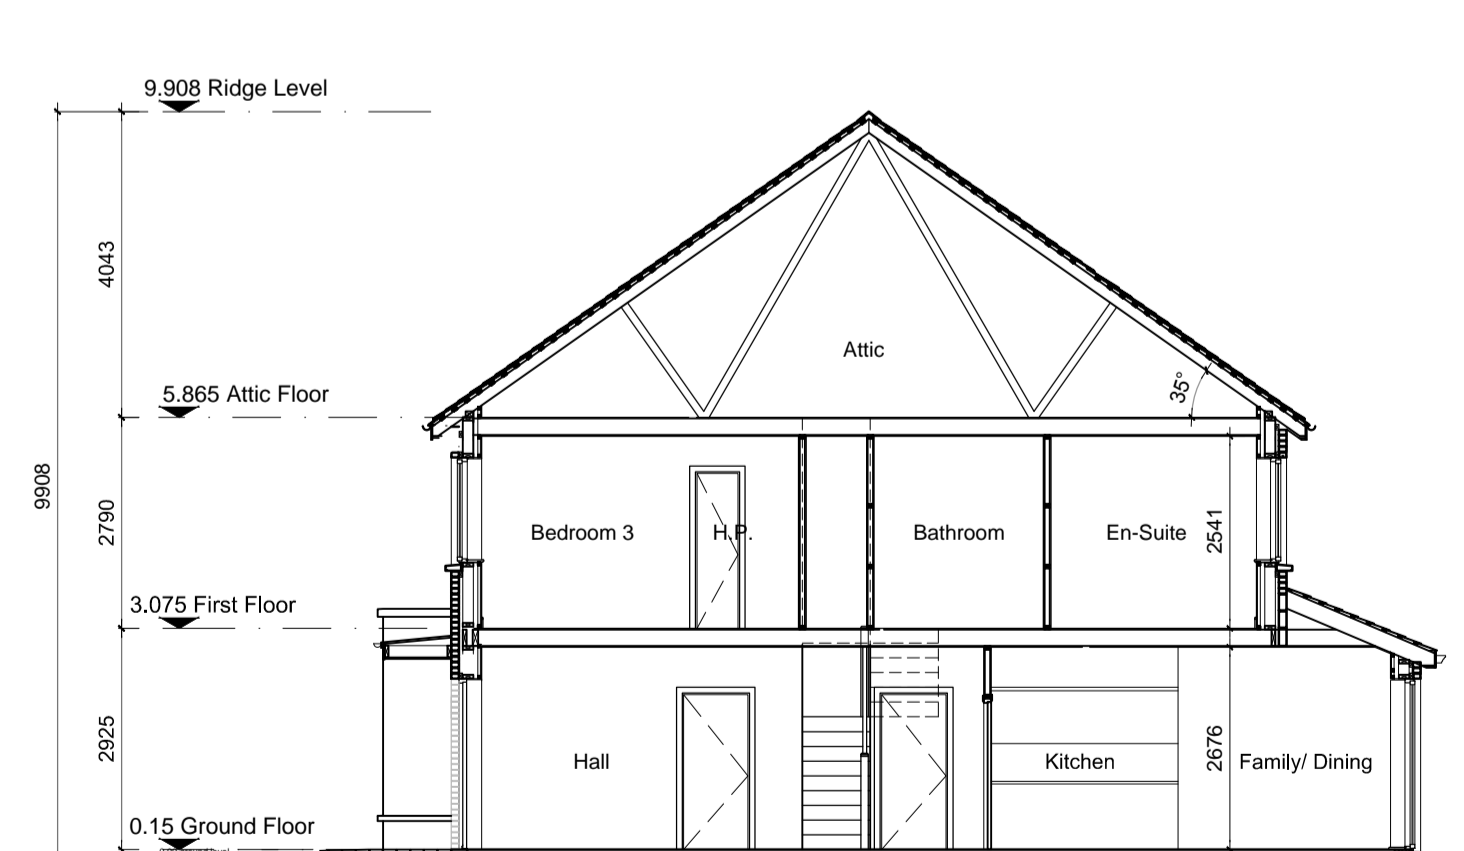 9.908 Ridge Level
4043
Attic
35°
5.865 Attic Floor
9908
2790
Bedroom 3
H.P.
Bathroom
En-Suite
2541
3.075 First Floor
2925
Hall
Kitchen
2676
Family/ Dining
0.15 Ground Floor